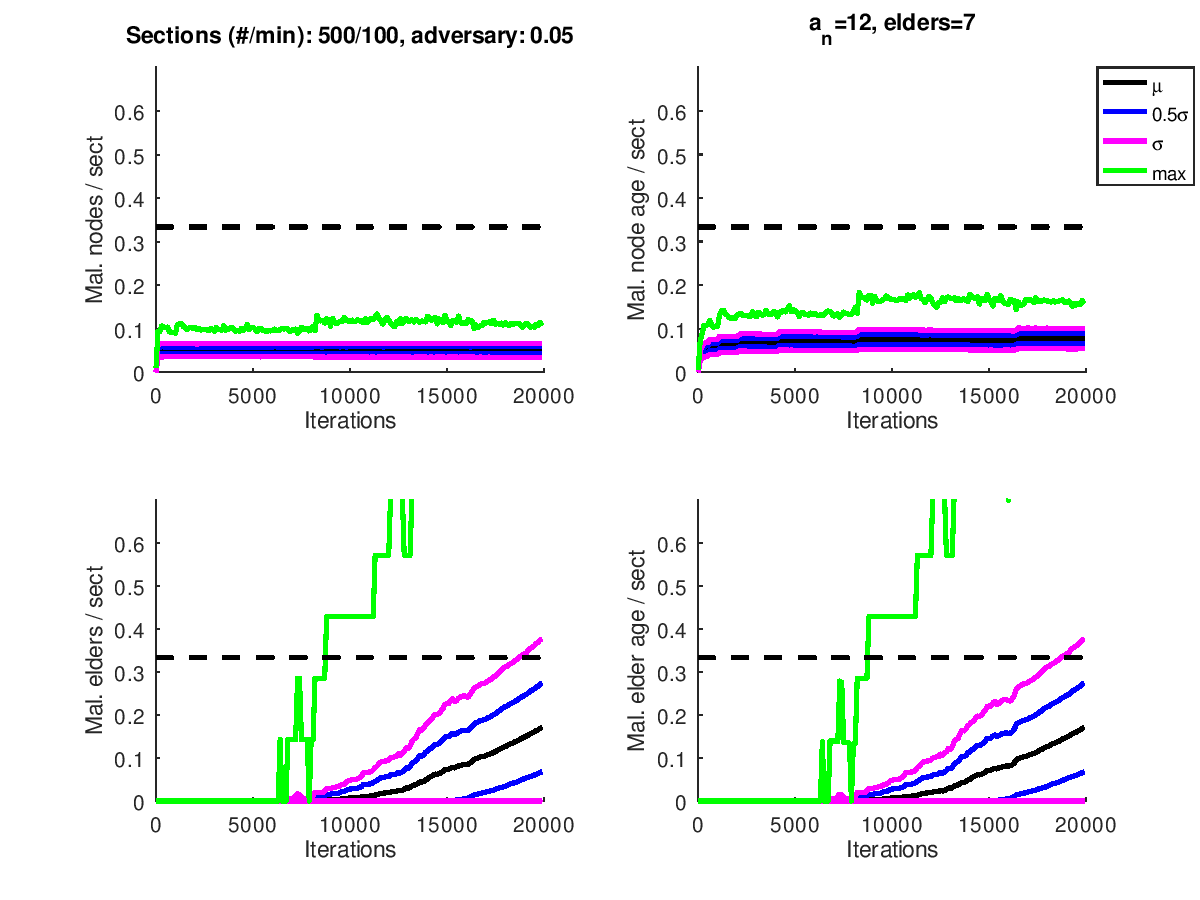 Sections (#/min): 500/100, adversary: 0.05
a_n=12, elders=7
μ
0.5σ
σ
max
Mal. nodes / sect
0.6
0.5
0.4
0.3
0.2
0.1
0
0 5000 10000 15000 20000
Iterations
Mal. node age / sect
0.6
0.5
0.4
0.3
0.2
0.1
0
0 5000 10000 15000 20000
Iterations
Mal. elders / sect
0.6
0.5
0.4
0.3
0.2
0.1
0
0 5000 10000 15000 20000
Iterations
Mal. elder age / sect
0.6
0.5
0.4
0.3
0.2
0.1
0
0 5000 10000 15000 20000
Iterations